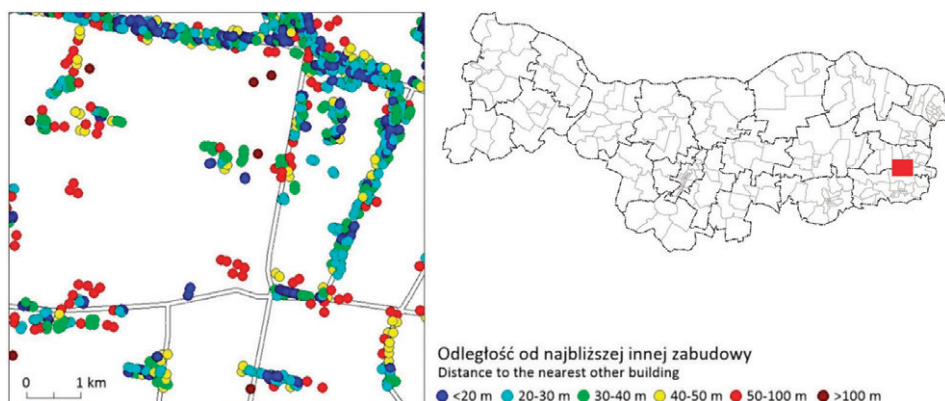 0 1 km
Odległość od najbliższej innej zabudowy
Distance to the nearest other building
<20 m 20-30 m 30-40 m 40-50 m 50-100 m >100 m